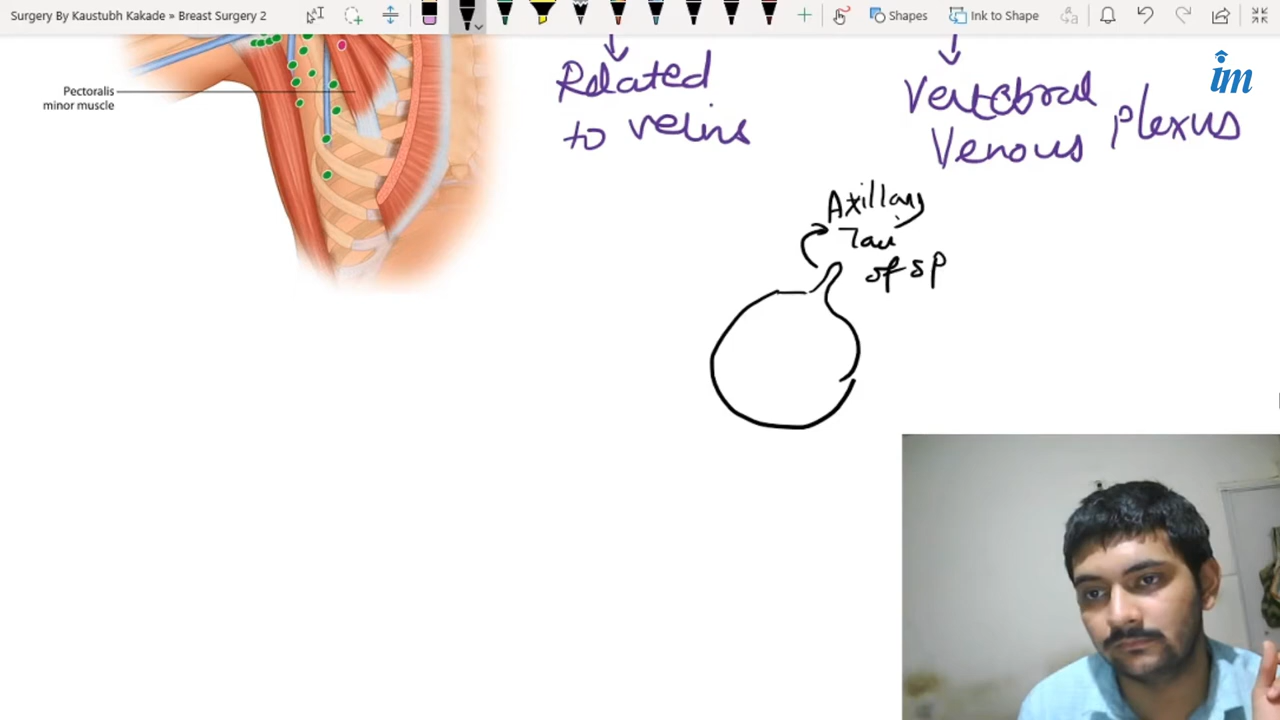 Surgery By Kaustubh Kakade » Breast Surgery 2
Shapes
Ink to Shape
im
Pectoralis
minor muscle
Related
to veins
Vertebral
Venous plexus
Axillary
Tail
of sp